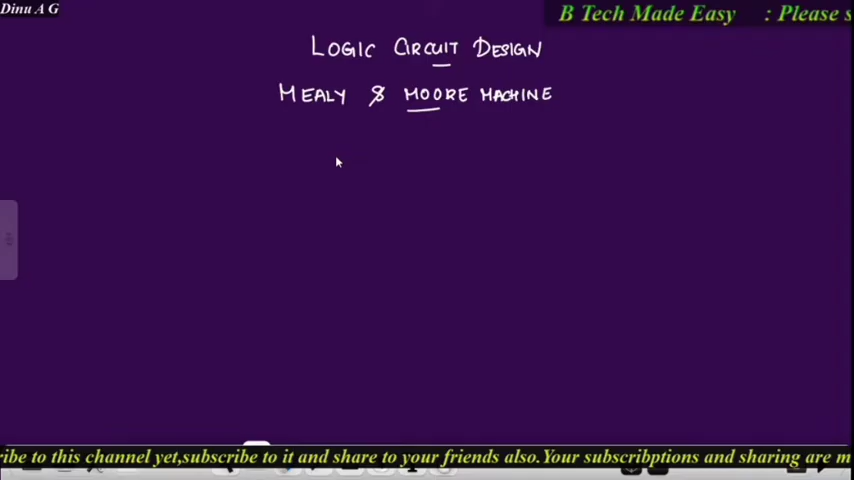 Dinu A G
B Tech Made Easy : Please s
LOGIC CIRCUIT DESIGN
MEALY & MOORE MACHINE
ribe to this channel yet,subscribe to it and share to your friends also.Your subscribptions and sharing are m